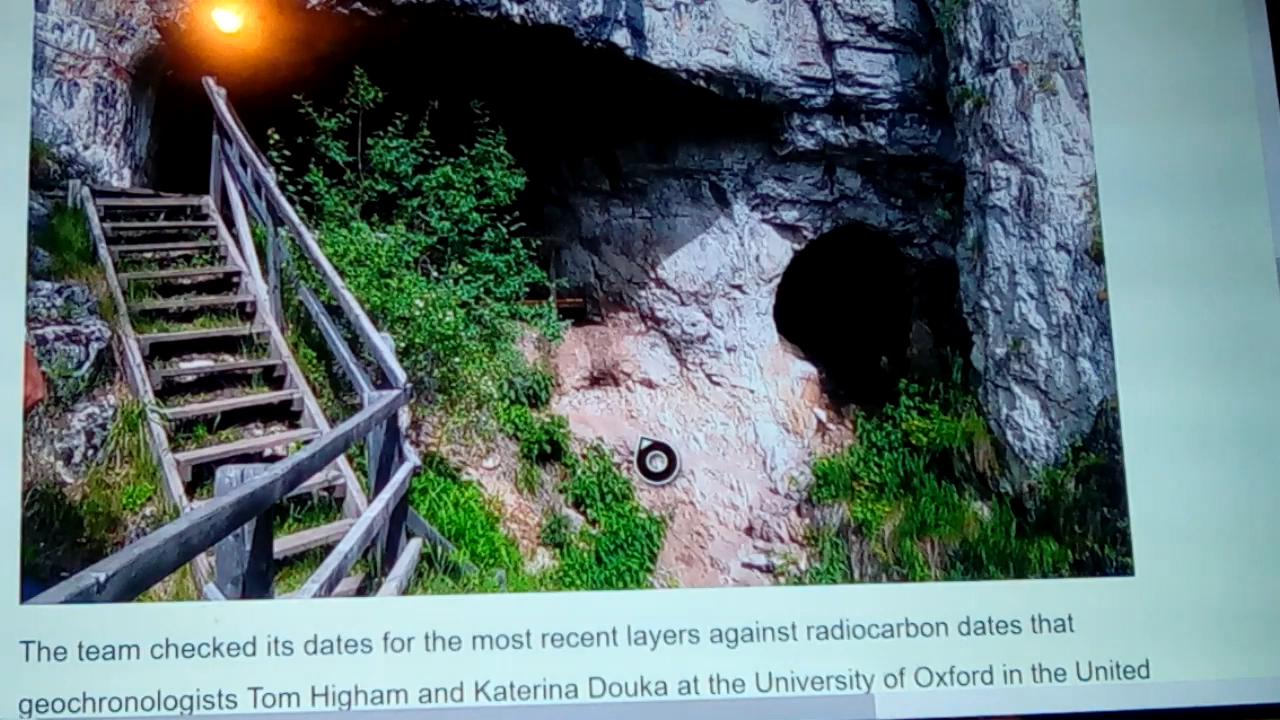 The team checked its dates for the most recent layers against radiocarbon dates that
geochronologists Tom Higham and Katerina Douka at the University of Oxford in the United